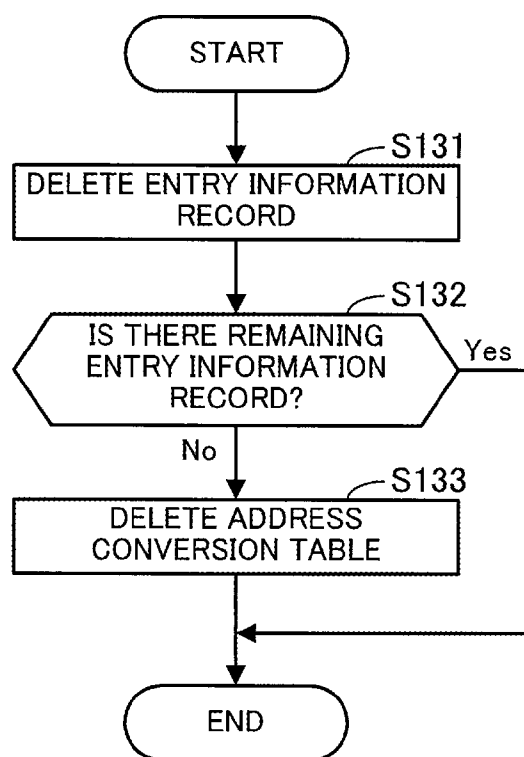 START
S131
DELETE ENTRY INFORMATION
RECORD
S132
IS THERE REMAINING
ENTRY INFORMATION
RECORD?
Yes
No
S133
DELETE ADDRESS
CONVERSION TABLE
END